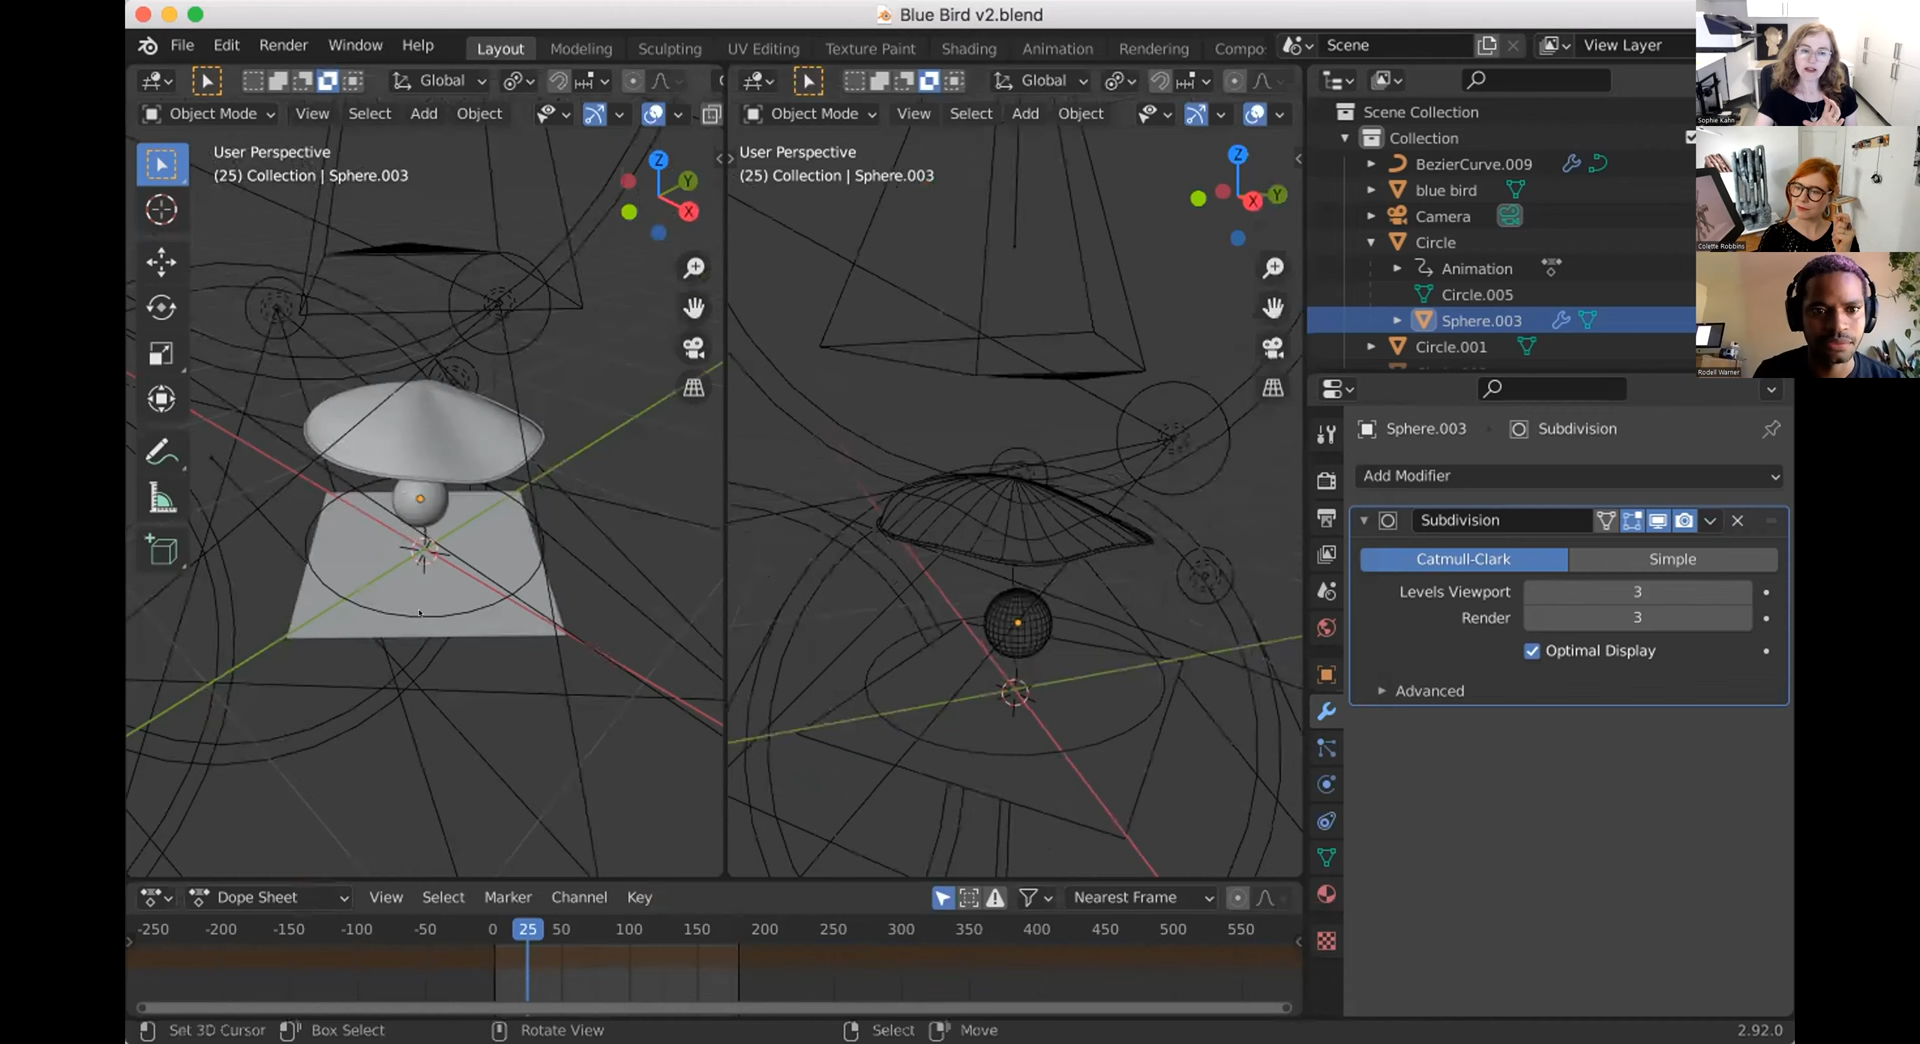 Blue Bird v2.blend
File Edit Render Window Help Layout Modeling Sculpting UV Editing Texture Paint Shading Animation Rendering Compo Scene View Layer
Global
Global
Object Mode View Select Add Object
Object Mode View Select Add Object
User Perspective
(25) Collection | Sphere.003
Z
Y
X
User Perspective
(25) Collection | Sphere.003
Z
X
Y
Scene Collection
Collection
BezierCurve.009
blue bird
Camera
Circle
Animation
Circle.005
Sphere.003
Circle.001
Sphere.003 Subdivision
Add Modifier
Subdivision
Catmull-Clark Simple
Levels Viewport 3
Render 3
Optimal Display
Advanced
Dope Sheet View Select Marker Channel Key Nearest Frame
-250 -200 -150 -100 -50 0 25 50 100 150 200 250 300 350 400 450 500 550
Set 3D Cursor Box Select Rotate View Select Move 2.92.0
Sophie Kahn
Colette Robbins
Rodell Warner